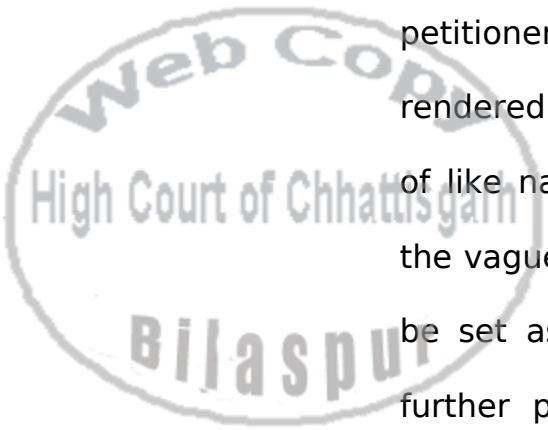 Web Copy
High Court of Chhattisgarh
Bilaspur
petitioner
rendered
of like na
the vague
be set as
further p